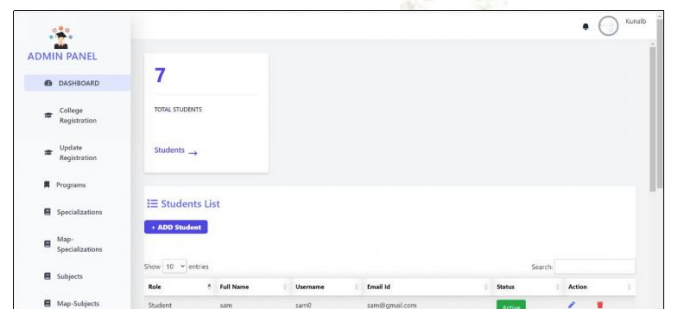 Kunalb
ADMIN PANEL
DASHBOARD
College
Registration
Update
Registration
Programs
Specializations
Map-
Specializations
Subjects
Map-Subjects
7
TOTAL STUDENTS
Students →
Students List
+ ADD Student
Show 10 entries
Search:
Role Full Name Username Email Id Status Action
Student sam sam0 sam@gmail.com Active